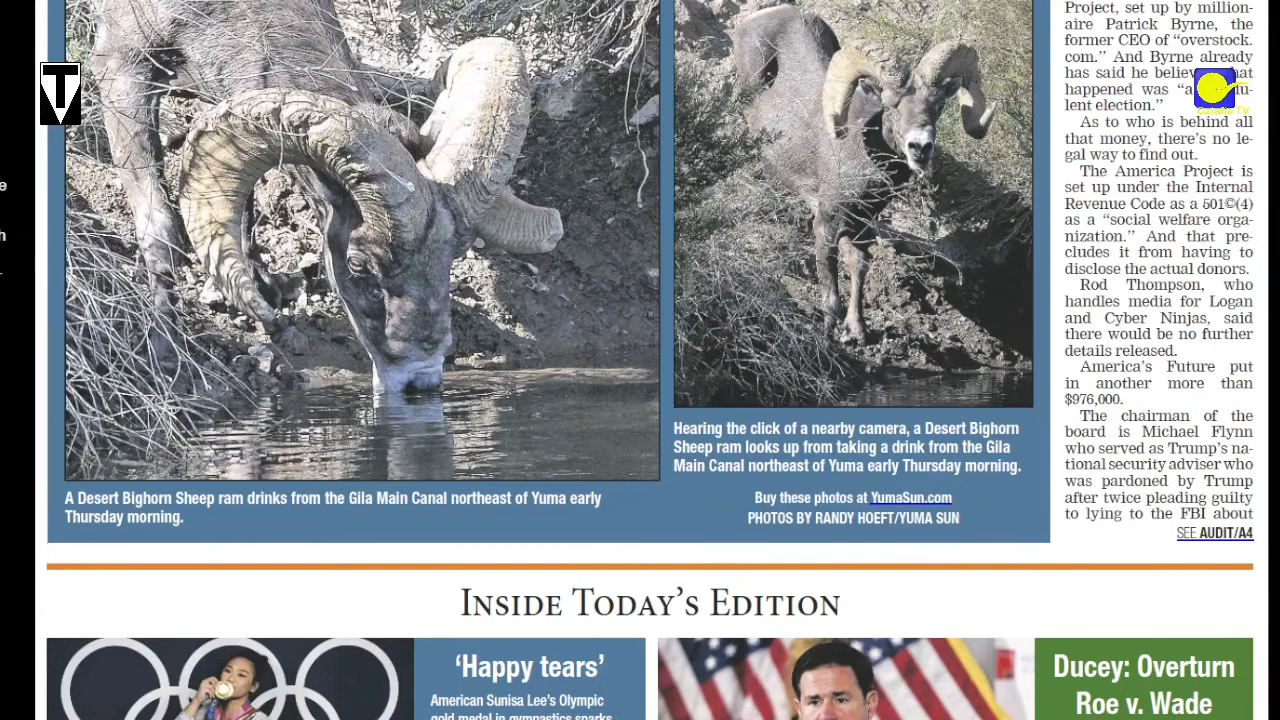 e
h
T
A Desert Bighorn Sheep ram drinks from the Gila Main Canal northeast of Yuma early
Thursday morning.
Hearing the click of a nearby camera, a Desert Bighorn
Sheep ram looks up from taking a drink from the Gila
Main Canal northeast of Yuma early Thursday morning.
Buy these photos at YumaSun.com
PHOTOS BY RANDY HOEFT/YUMA SUN
Project, set up by million-
aire Patrick Byrne, the
former CEO of “overstock.
com.” And Byrne already
has said he
happened was “a
lent election.”
As to who is behind all
that money, there’s no le-
gal way to find out.
The America Project is
set up under the Internal
Revenue Code as a 501©(4)
as a “social welfare orga-
nization.” And that pre-
cludes it from having to
disclose the actual donors.
Rod Thompson, who
handles media for Logan
and Cyber Ninjas, said
there would be no further
details released.
America’s Future put
in another more than
$976,000.
The chairman of the
board is Michael Flynn
who served as Trump’s na-
tional security adviser who
was pardoned by Trump
after twice pleading guilty
to lying to the FBI about
SEE AUDIT/A4
INSIDE TODAY’S EDITION
‘Happy tears’
American Sunisa Lee’s Olympic
gold medal in gymnastics sparks
Ducey: Overturn
Roe v. Wade